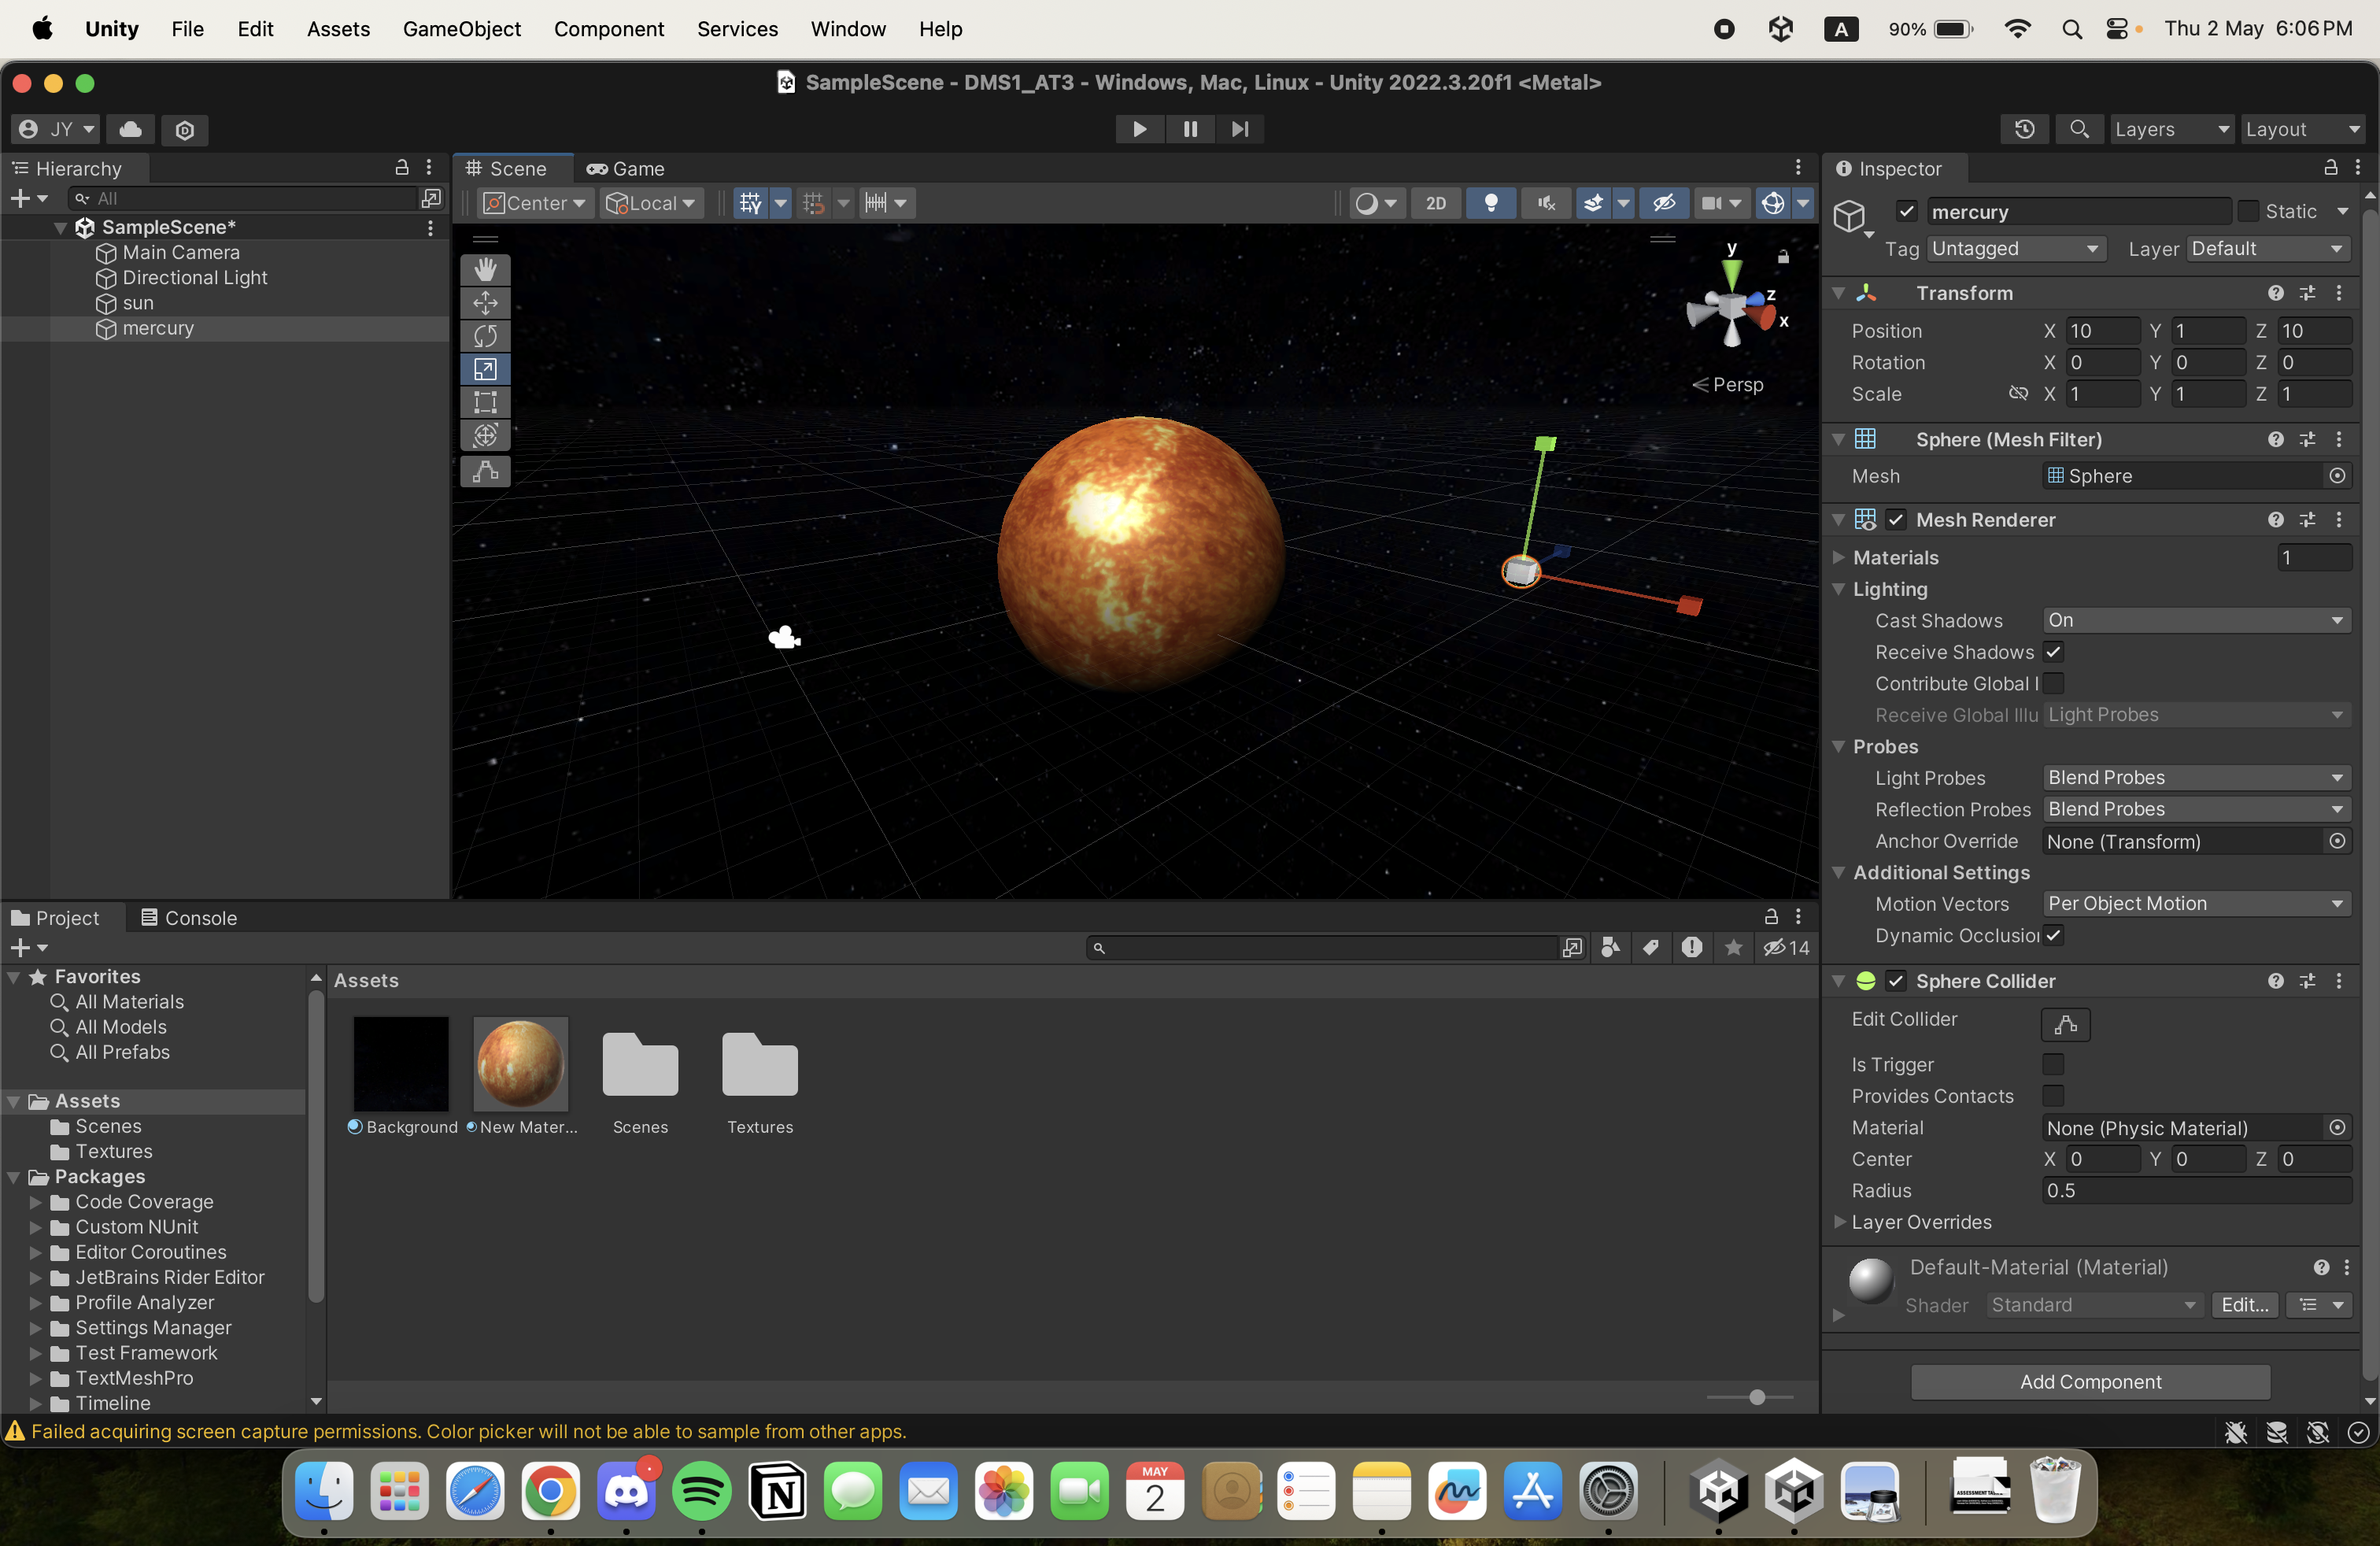 Unity File Edit Assets GameObject Component Services Window Help A 90% Thu 2 May 6:06 PM
SampleScene - DMS1_AT3 - Windows, Mac, Linux - Unity 2022.3.20f1 <Metal>
JY Layers Layout
Hierarchy
All
SampleScene*
Main Camera
Directional Light
sun
mercury
Scene Game
Center Local 2D
y
z
x
Persp
Inspector
mercury Static
Tag Untagged Layer Default
Transform
Position X 10 Y 1 Z 10
Rotation X 0 Y 0 Z 0
Scale X 1 Y 1 Z 1
Sphere (Mesh Filter)
Mesh Sphere
Mesh Renderer
Materials 1
Lighting
Cast Shadows On
Receive Shadows
Contribute Global I
Receive Global Illu Light Probes
Probes
Light Probes Blend Probes
Reflection Probes Blend Probes
Anchor Override None (Transform)
Additional Settings
Motion Vectors Per Object Motion
Dynamic Occlusion
Sphere Collider
Edit Collider
Is Trigger
Provides Contacts
Material None (Physic Material)
Center X 0 Y 0 Z 0
Radius 0.5
Layer Overrides
Default-Material (Material)
Shader Standard Edit...
Add Component
Project Console
14
Favorites
All Materials
All Models
All Prefabs
Assets
Scenes
Textures
Packages
Code Coverage
Custom NUnit
Editor Coroutines
JetBrains Rider Editor
Profile Analyzer
Settings Manager
Test Framework
TextMeshPro
Timeline
Assets
Background New Mater... Scenes Textures
Failed acquiring screen capture permissions. Color picker will not be able to sample from other apps.
MAY
2